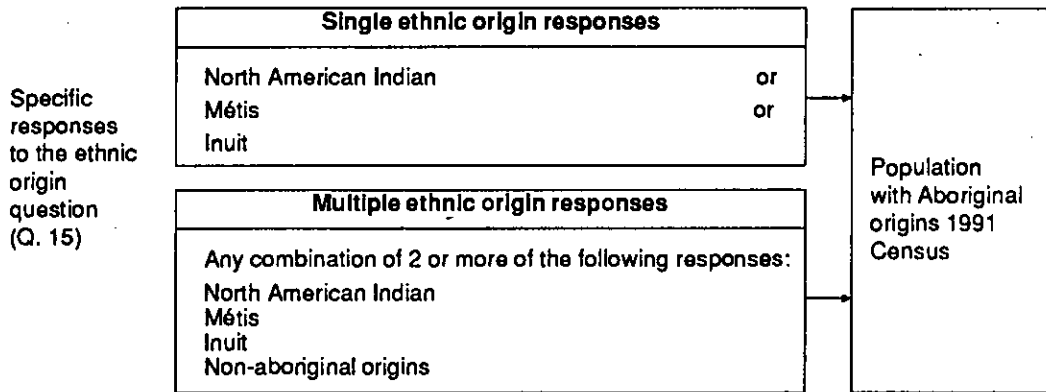 Specific
responses
to the ethnic
origin
question
(Q. 15)
Single ethnic origin responses
North American Indian or
Métis or
Inuit
Multiple ethnic origin responses
Any combination of 2 or more of the following responses:
North American Indian
Métis
Inuit
Non-aboriginal origins
Population
with Aboriginal
origins 1991
Census